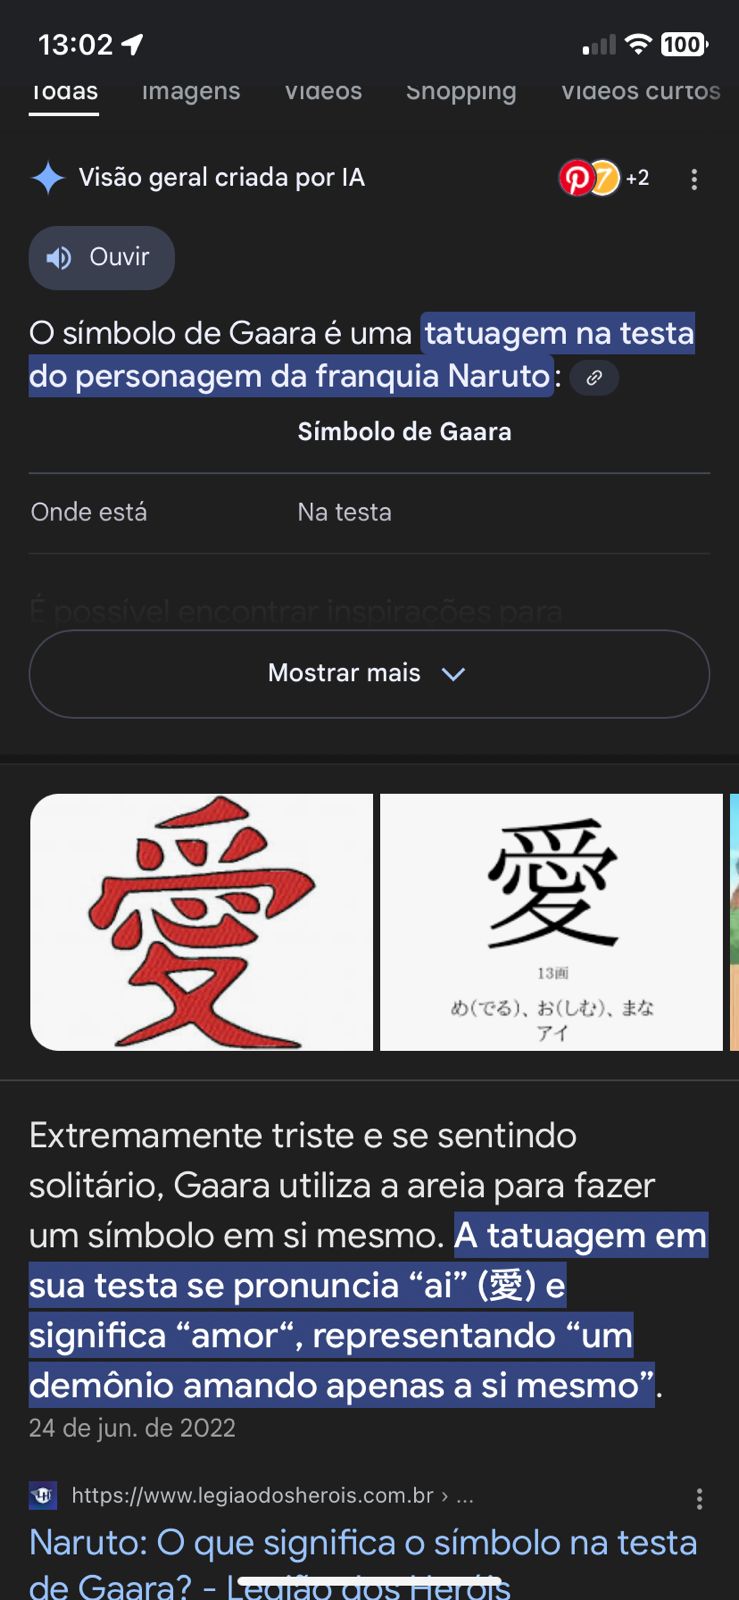 13:02
100
Todas Imagens Vídeos Shopping Vídeos curtos
Visão geral criada por IA
+2
Ouvir
O símbolo de Gaara é uma tatuagem na testa
do personagem da franquia Naruto:
Símbolo de Gaara
Onde está Na testa
É possível encontrar inspirações para
Mostrar mais
愛
愛
13画
め(でる)、お(しむ)、まな
アイ
Extremamente triste e se sentindo
solitário, Gaara utiliza a areia para fazer
um símbolo em si mesmo. A tatuagem em
sua testa se pronuncia “ai” (愛) e
significa “amor“, representando “um
demônio amando apenas a si mesmo”.
24 de jun. de 2022
https://www.legiaodosherois.com.br › ...
Naruto: O que significa o símbolo na testa
de Gaara? - Legião dos Heróis